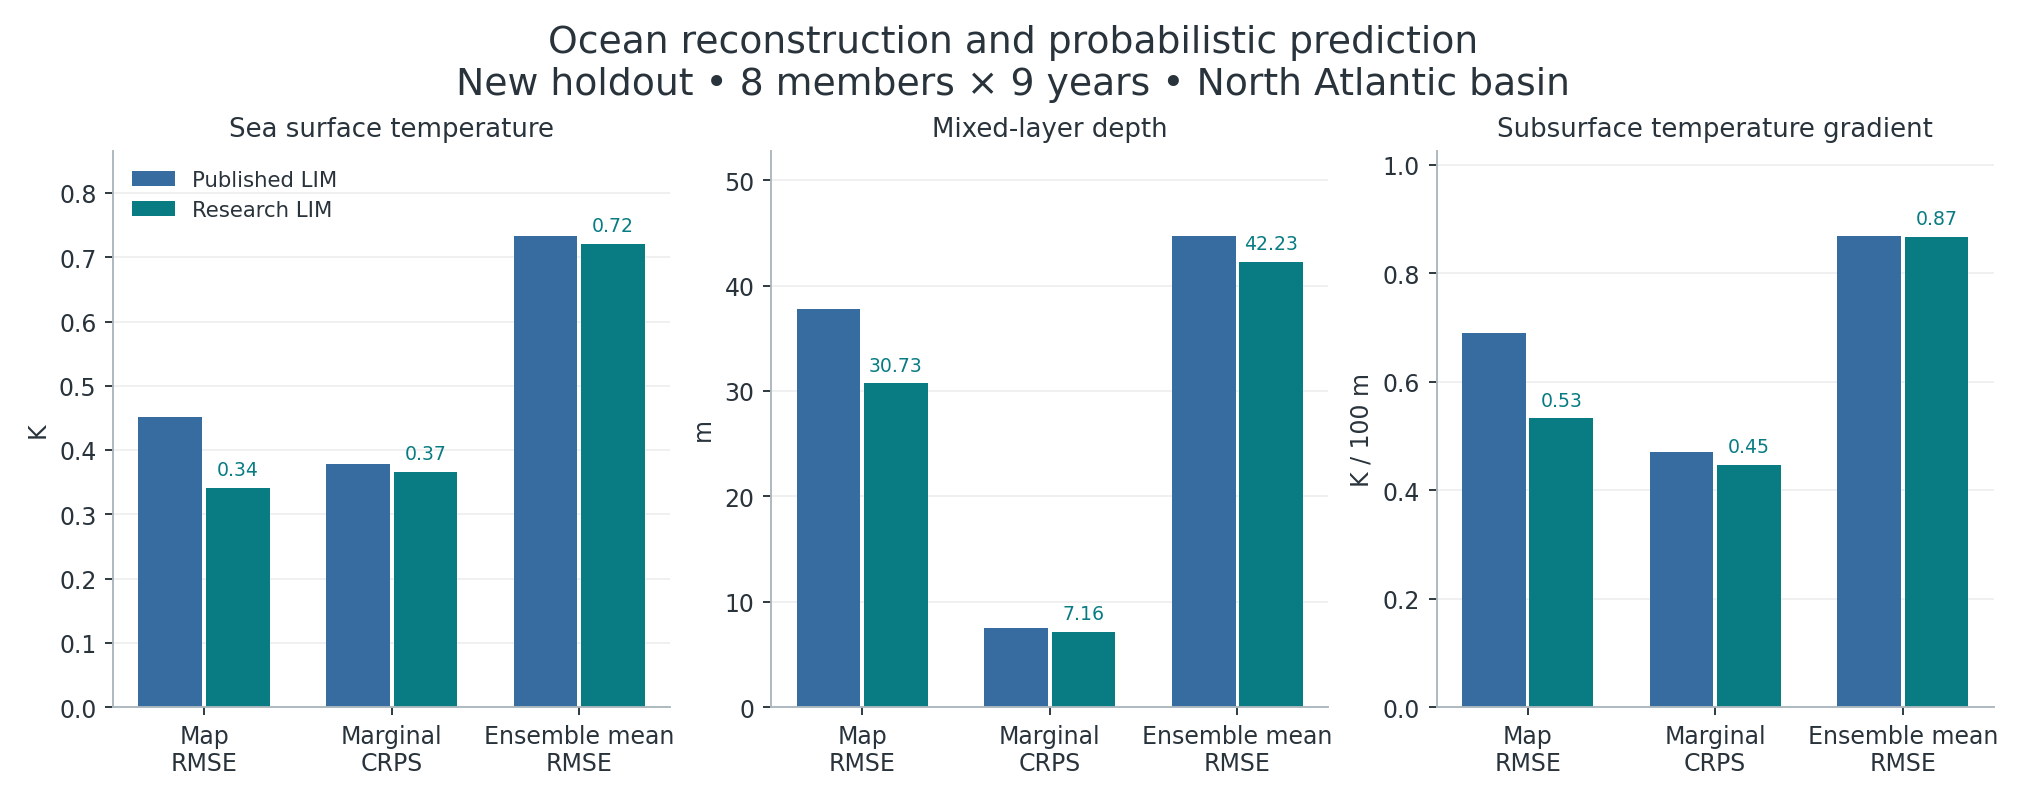 Ocean reconstruction and probabilistic prediction
New holdout • 8 members × 9 years • North Atlantic basin
Sea surface temperature
Published LIM
Research LIM
K
0.8
0.7
0.6
0.5
0.4
0.3
0.2
0.1
0.0
0.34
0.37
0.72
Map
RMSE
Marginal
CRPS
Ensemble mean
RMSE
Mixed-layer depth
m
50
40
30
20
10
0
30.73
7.16
42.23
Map
RMSE
Marginal
CRPS
Ensemble mean
RMSE
Subsurface temperature gradient
K / 100 m
1.0
0.8
0.6
0.4
0.2
0.0
0.53
0.45
0.87
Map
RMSE
Marginal
CRPS
Ensemble mean
RMSE